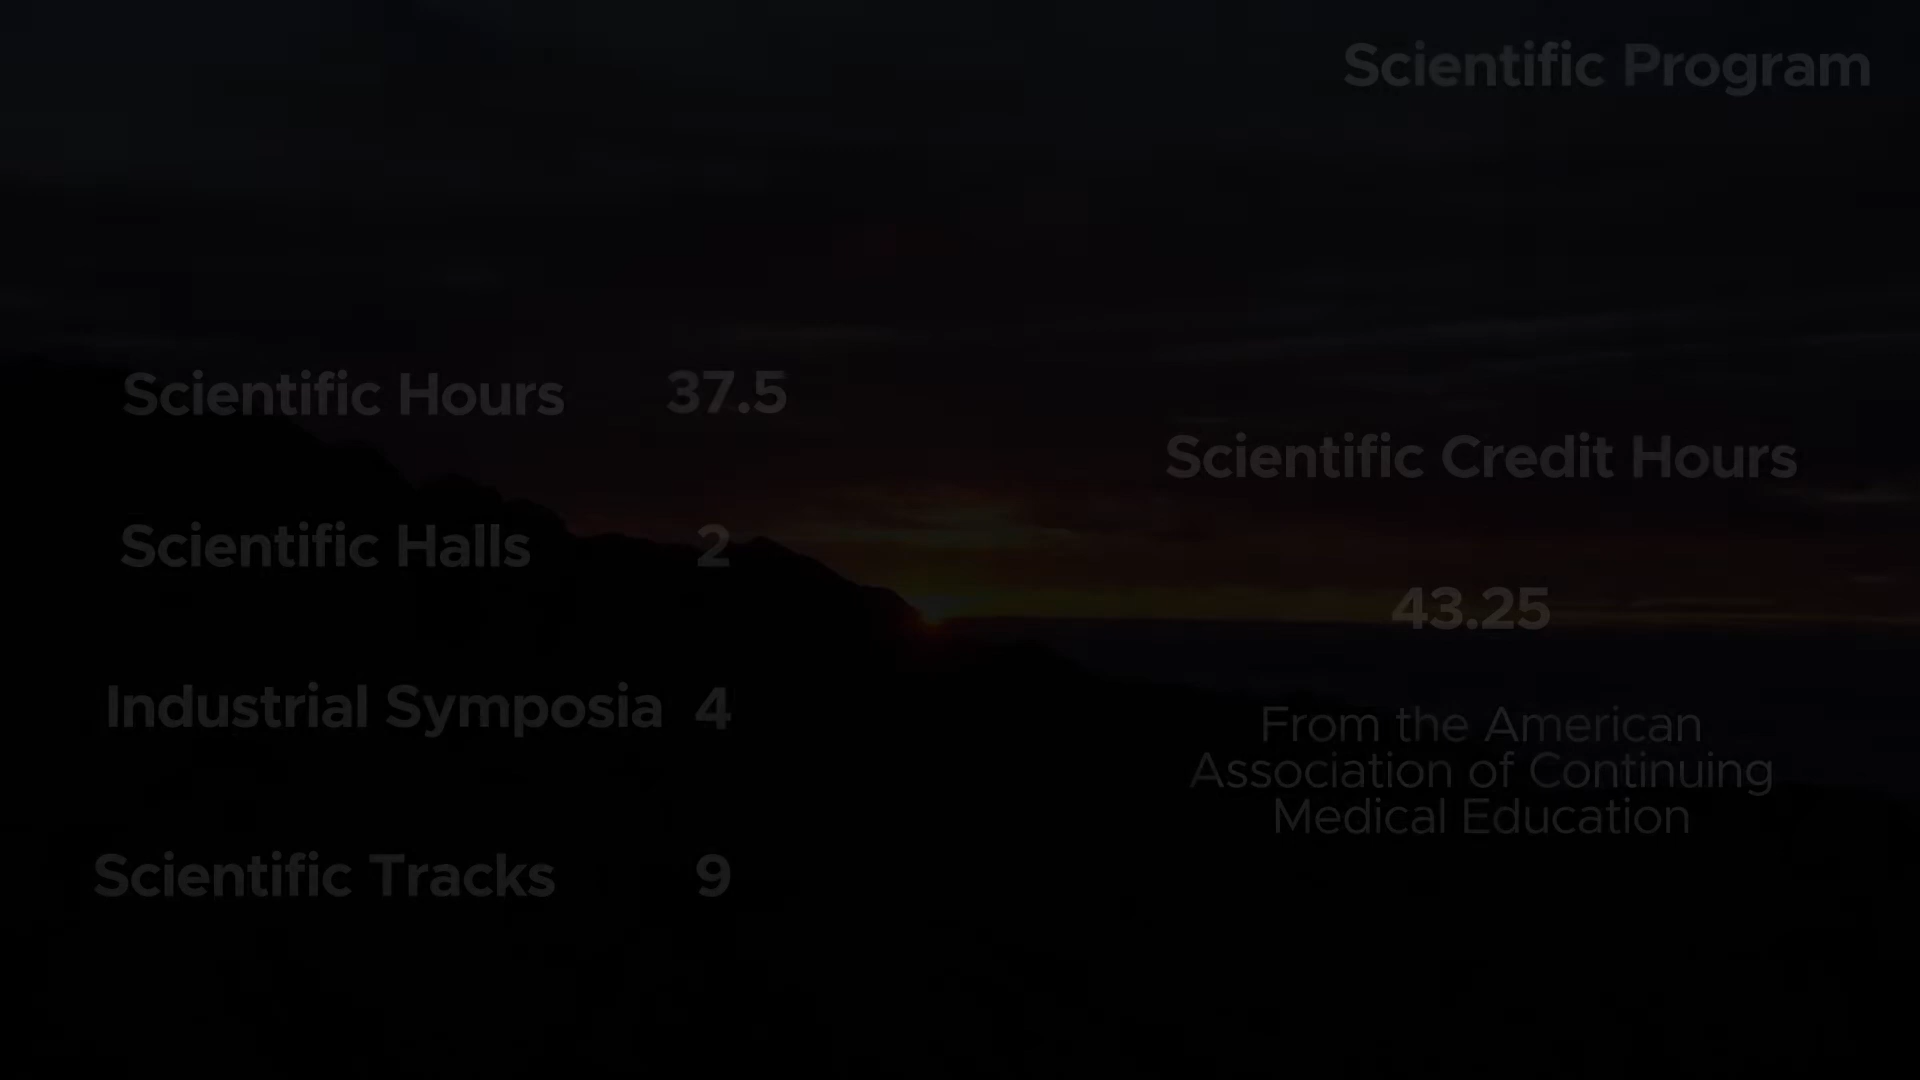 Scientific Program
Scientific Hours 37.5
Scientific Halls 2
Industrial Symposia 4
Scientific Tracks 9
Scientific Credit Hours
43.25
From the American
Association of Continuing
Medical Education